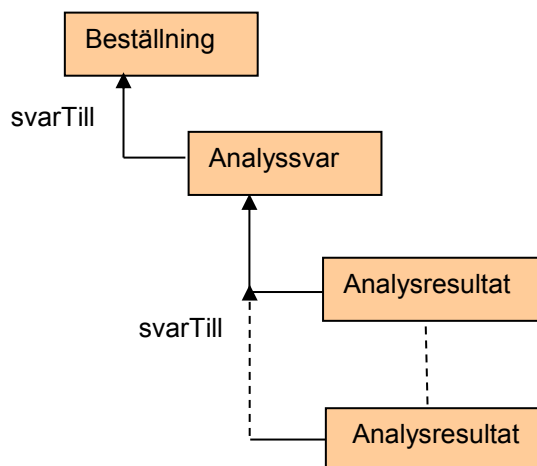 Beställning
svarTill
Analyssvar
Analysresultat
svarTill
Analysresultat